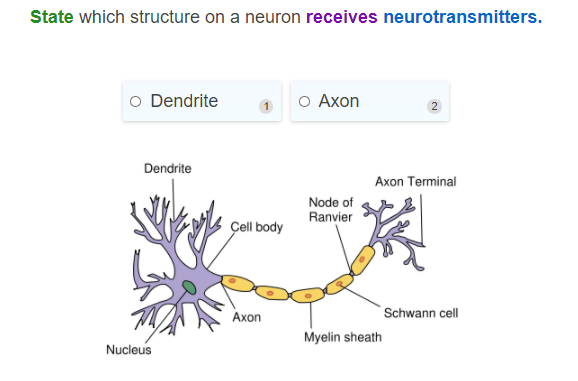 State which structure on a neuron receives neurotransmitters.
Dendrite 1
Axon 2
Dendrite
Axon Terminal
Node of
Ranvier
Cell body
Axon
Schwann cell
Myelin sheath
Nucleus